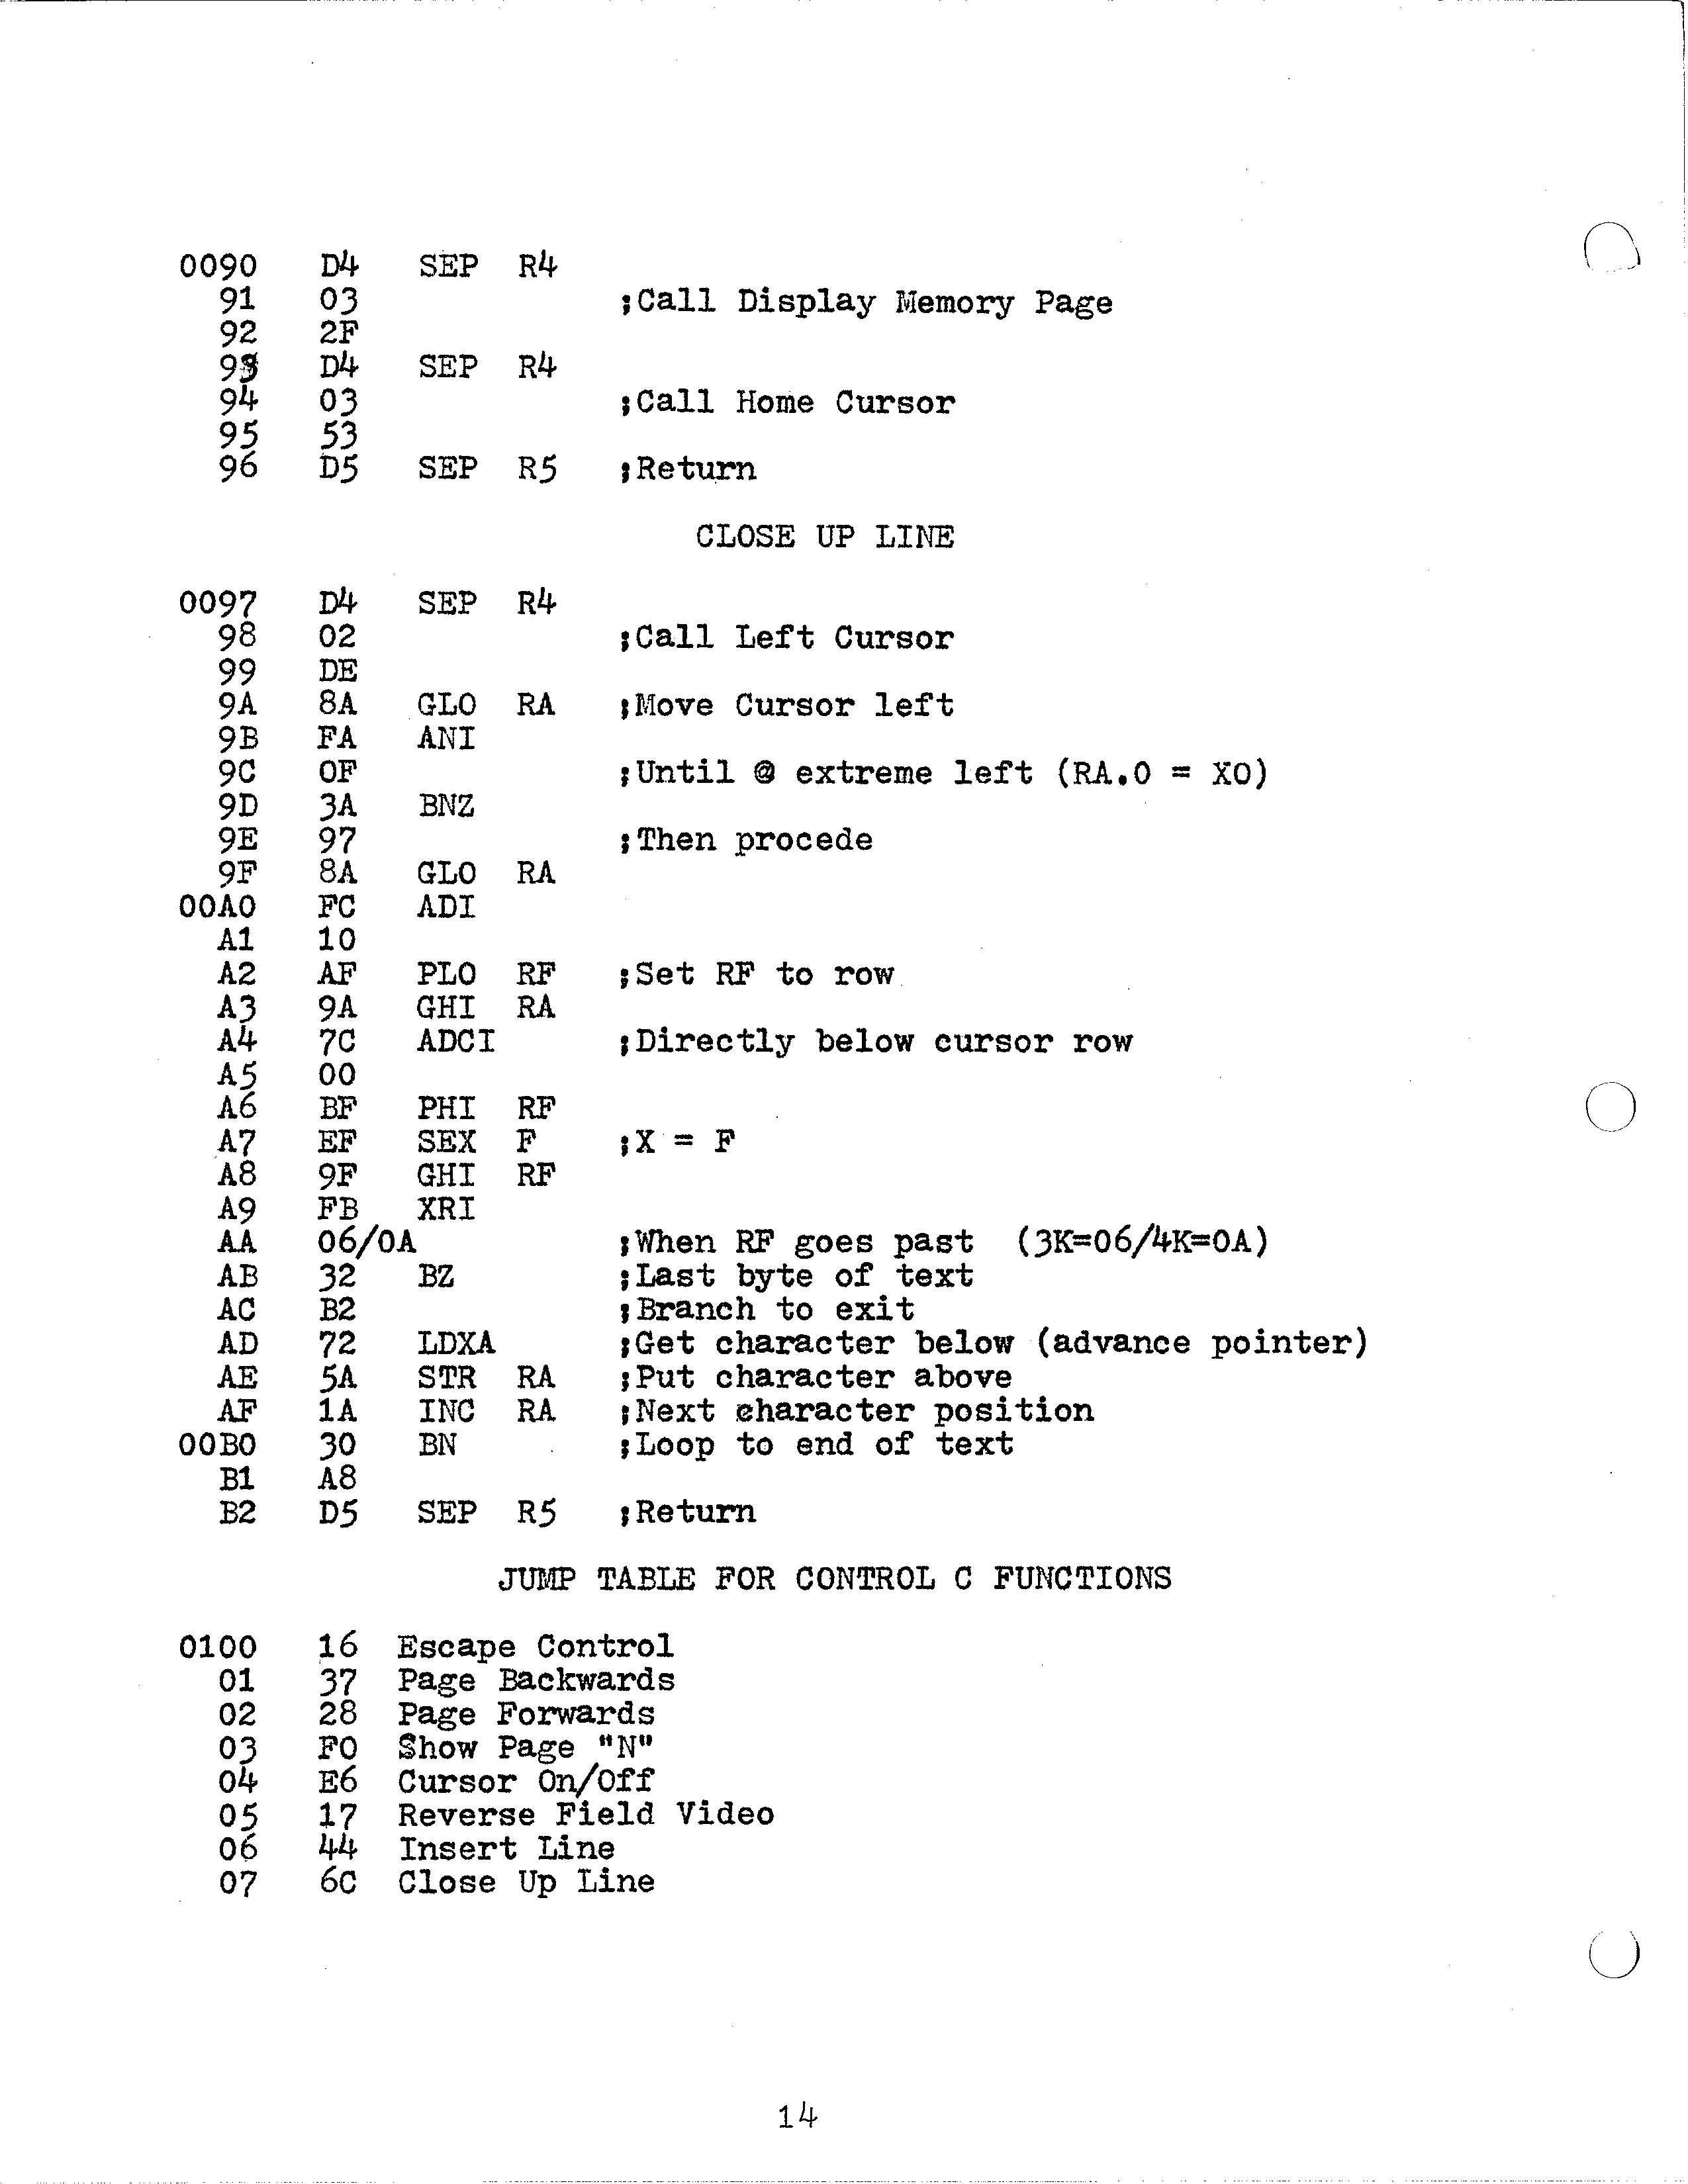 0090 D4 SEP R4
91 03 ;Call Display Memory Page
92 2F
93 D4 SEP R4
94 03 ;Call Home Cursor
95 53
96 D5 SEP R5 ;Return
CLOSE UP LINE
0097 D4 SEP R4
98 02 ;Call Left Cursor
99 DE
9A 8A GLO RA ;Move Cursor left
9B FA ANI
9C 0F ;Until @ extreme left (RA.0 = X0)
9D 3A BNZ
9E 97 ;Then procede
9F 8A GLO RA
00A0 FC ADI
A1 10
A2 AF PLO RF ;Set RF to row
A3 9A GHI RA
A4 7C ADCI ;Directly below cursor row
A5 00
A6 BF PHI RF
A7 EF SEX F ;X = F
A8 9F GHI RF
A9 FB XRI
AA 06/0A ;When RF goes past (3K=06/4K=0A)
AB 32 BZ ;Last byte of text
AC B2 ;Branch to exit
AD 72 LDXA ;Get character below (advance pointer)
AE 5A STR RA ;Put character above
AF 1A INC RA ;Next character position
00B0 30 BN ;Loop to end of text
B1 A8
B2 D5 SEP R5 ;Return
JUMP TABLE FOR CONTROL C FUNCTIONS
0100 16 Escape Control
01 37 Page Backwards
02 28 Page Forwards
03 F0 Show Page "N"
04 E6 Cursor On/Off
05 17 Reverse Field Video
06 44 Insert Line
07 6C Close Up Line
14